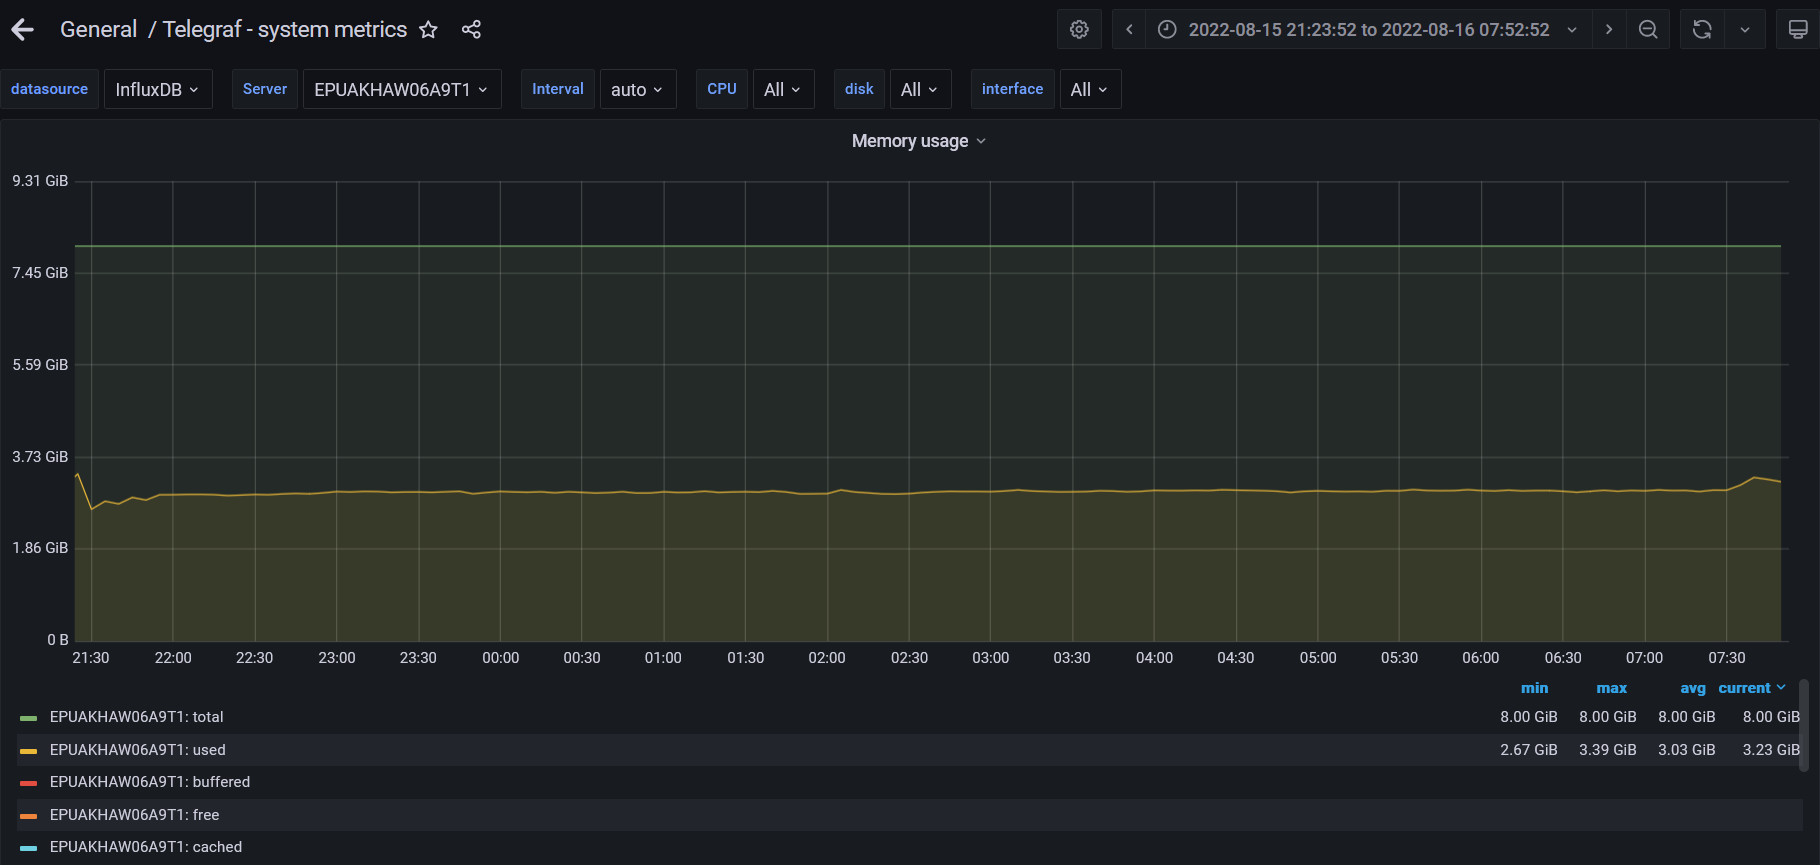 General / Telegraf - system metrics
2022-08-15 21:23:52 to 2022-08-16 07:52:52
datasource InfluxDB Server EPUAKHAW06A9T1 Interval auto CPU All disk All interface All
Memory usage
9.31 GiB
7.45 GiB
5.59 GiB
3.73 GiB
1.86 GiB
0 B
21:30 22:00 22:30 23:00 23:30 00:00 00:30 01:00 01:30 02:00 02:30 03:00 03:30 04:00 04:30 05:00 05:30 06:00 06:30 07:00 07:30
min max avg current
EPUAKHAW06A9T1: total 8.00 GiB 8.00 GiB 8.00 GiB 8.00 GiB
EPUAKHAW06A9T1: used 2.67 GiB 3.39 GiB 3.03 GiB 3.23 GiB
EPUAKHAW06A9T1: buffered
EPUAKHAW06A9T1: free
EPUAKHAW06A9T1: cached